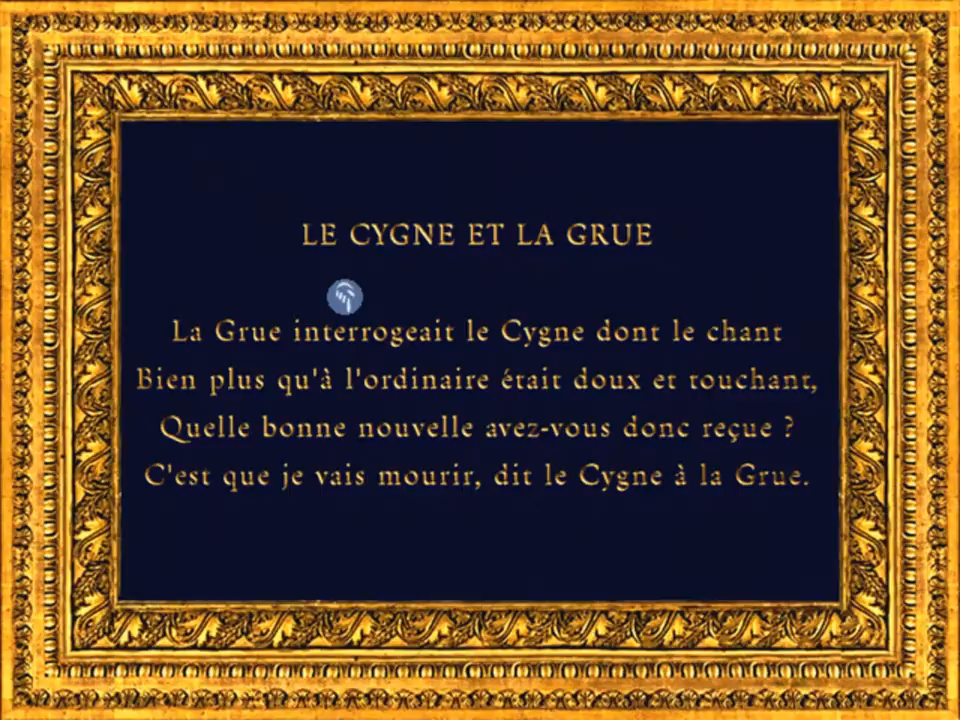 LE CYGNE ET LA GRUE
La Grue interrogeait le Cygne dont le chant
Bien plus qu'à l'ordinaire était doux et touchant,
Quelle bonne nouvelle avez-vous donc reçue ?
C'est que je vais mourir, dit le Cygne à la Grue.